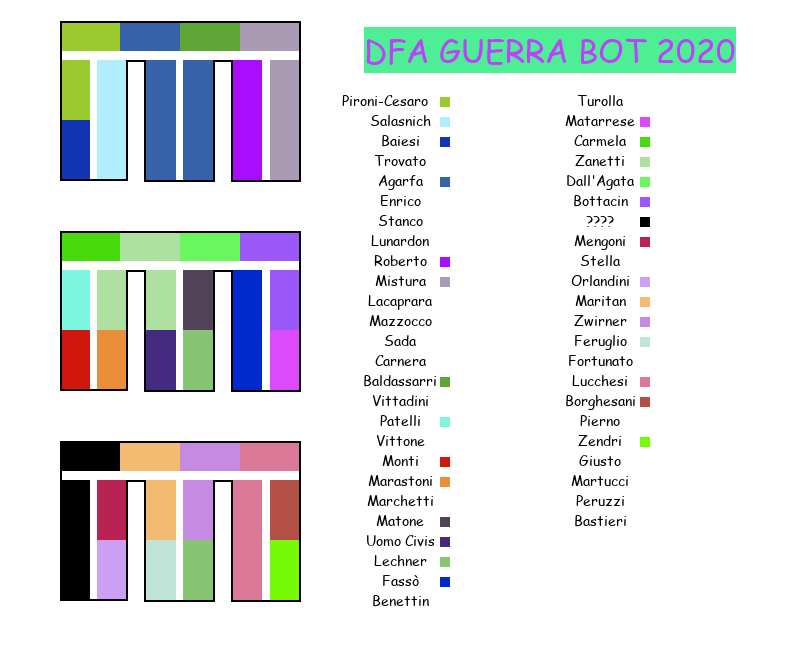 DFA GUERRA BOT 2020
Pironi-Cesaro
Salasnich
Baiesi
Trovato
Agarfa
Enrico
Stanco
Lunardon
Roberto
Mistura
Lacaprara
Mazzocco
Sada
Carnera
Baldassarri
Vittadini
Patelli
Vittone
Monti
Marastoni
Marchetti
Matone
Uomo Civis
Lechner
Fassò
Benettin
Turolla
Matarrese
Carmela
Zanetti
Dall'Agata
Bottacin
????
Mengoni
Stella
Orlandini
Maritan
Zwirner
Feruglio
Fortunato
Lucchesi
Borghesani
Pierno
Zendri
Giusto
Martucci
Peruzzi
Bastieri